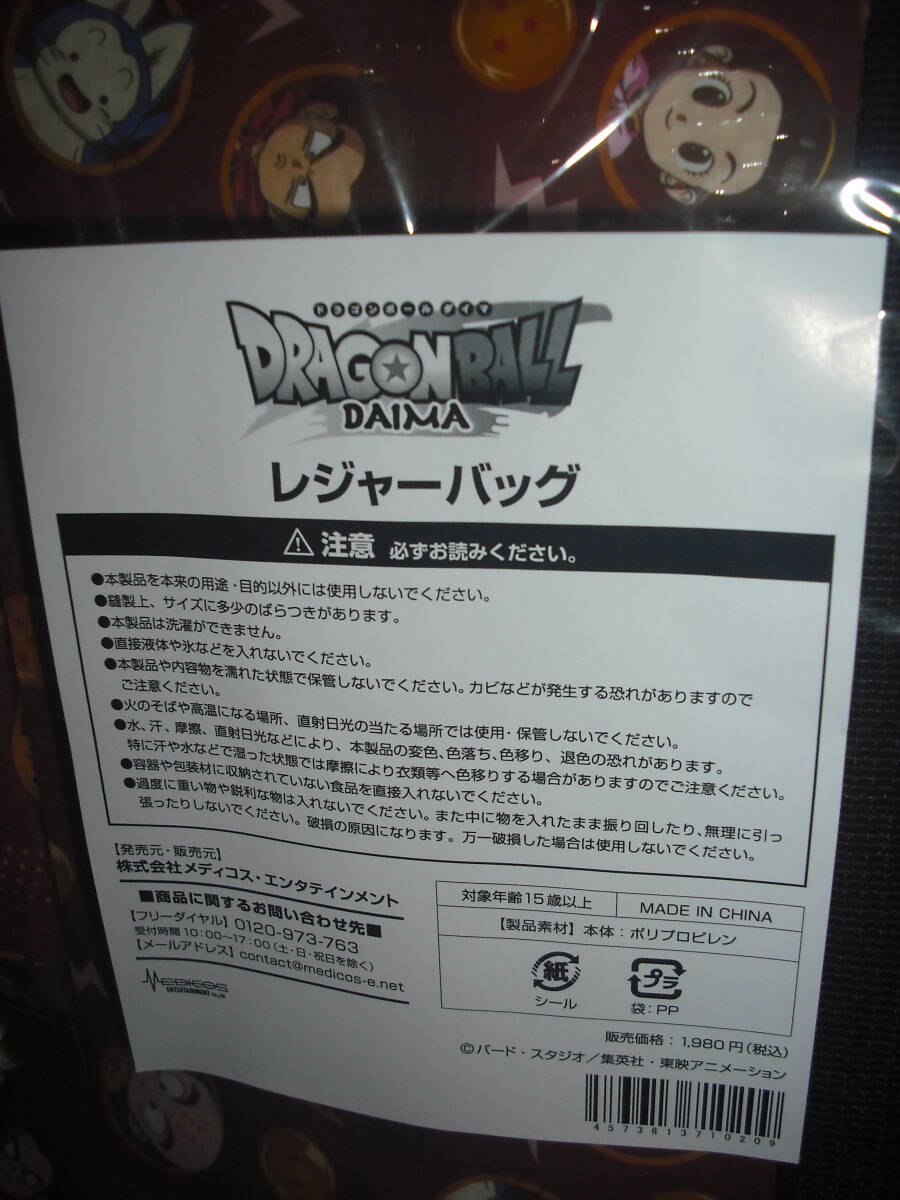 ドラゴンボール ダイマ
DRAGON BALL
DAIMA
レジャーバッグ
注意 必ずお読みください。
●本製品を本来の用途・目的以外には使用しないでください。
●縫製上、サイズに多少のばらつきがあります。
●本製品は洗濯ができません。
●直接液体や氷などを入れないでください。
●本製品や内容物を濡れた状態で保管しないでください。カビなどが発生する恐れがありますので
ご注意ください。
●火のそばや高温になる場所、直射日光の当たる場所では使用・保管しないでください。
●水、汗、摩擦、直射日光などにより、本製品の変色、色落ち、色移り、退色の恐れがあります。
特に汗や水などで湿った状態では摩擦により衣類等へ色移りする場合がありますのでご注意ください。
●容器や包装材に収納されていない食品を直接入れないでください。
●過度に重い物や鋭利な物は入れないでください。また中に物を入れたまま振り回したり、無理に引っ
張ったりしないでください。破損の原因になります。万一破損した場合は使用しないでください。
【発売元・販売元】
株式会社メディコス・エンタテインメント
■商品に関するお問い合わせ先■
【フリーダイヤル】0120-973-763
受付時間 10:00～17:00(土・日・祝日を除く)
【メールアドレス】contact@medicos-e.net
MEDICOS
ENTERTAINMENT CO.,LTD
対象年齢15歳以上
MADE IN CHINA
【製品素材】本体：ポリプロピレン
紙
シール
プラ
袋：PP
販売価格：1,980円(税込)
©バード・スタジオ／集英社・東映アニメーション
4573613710209